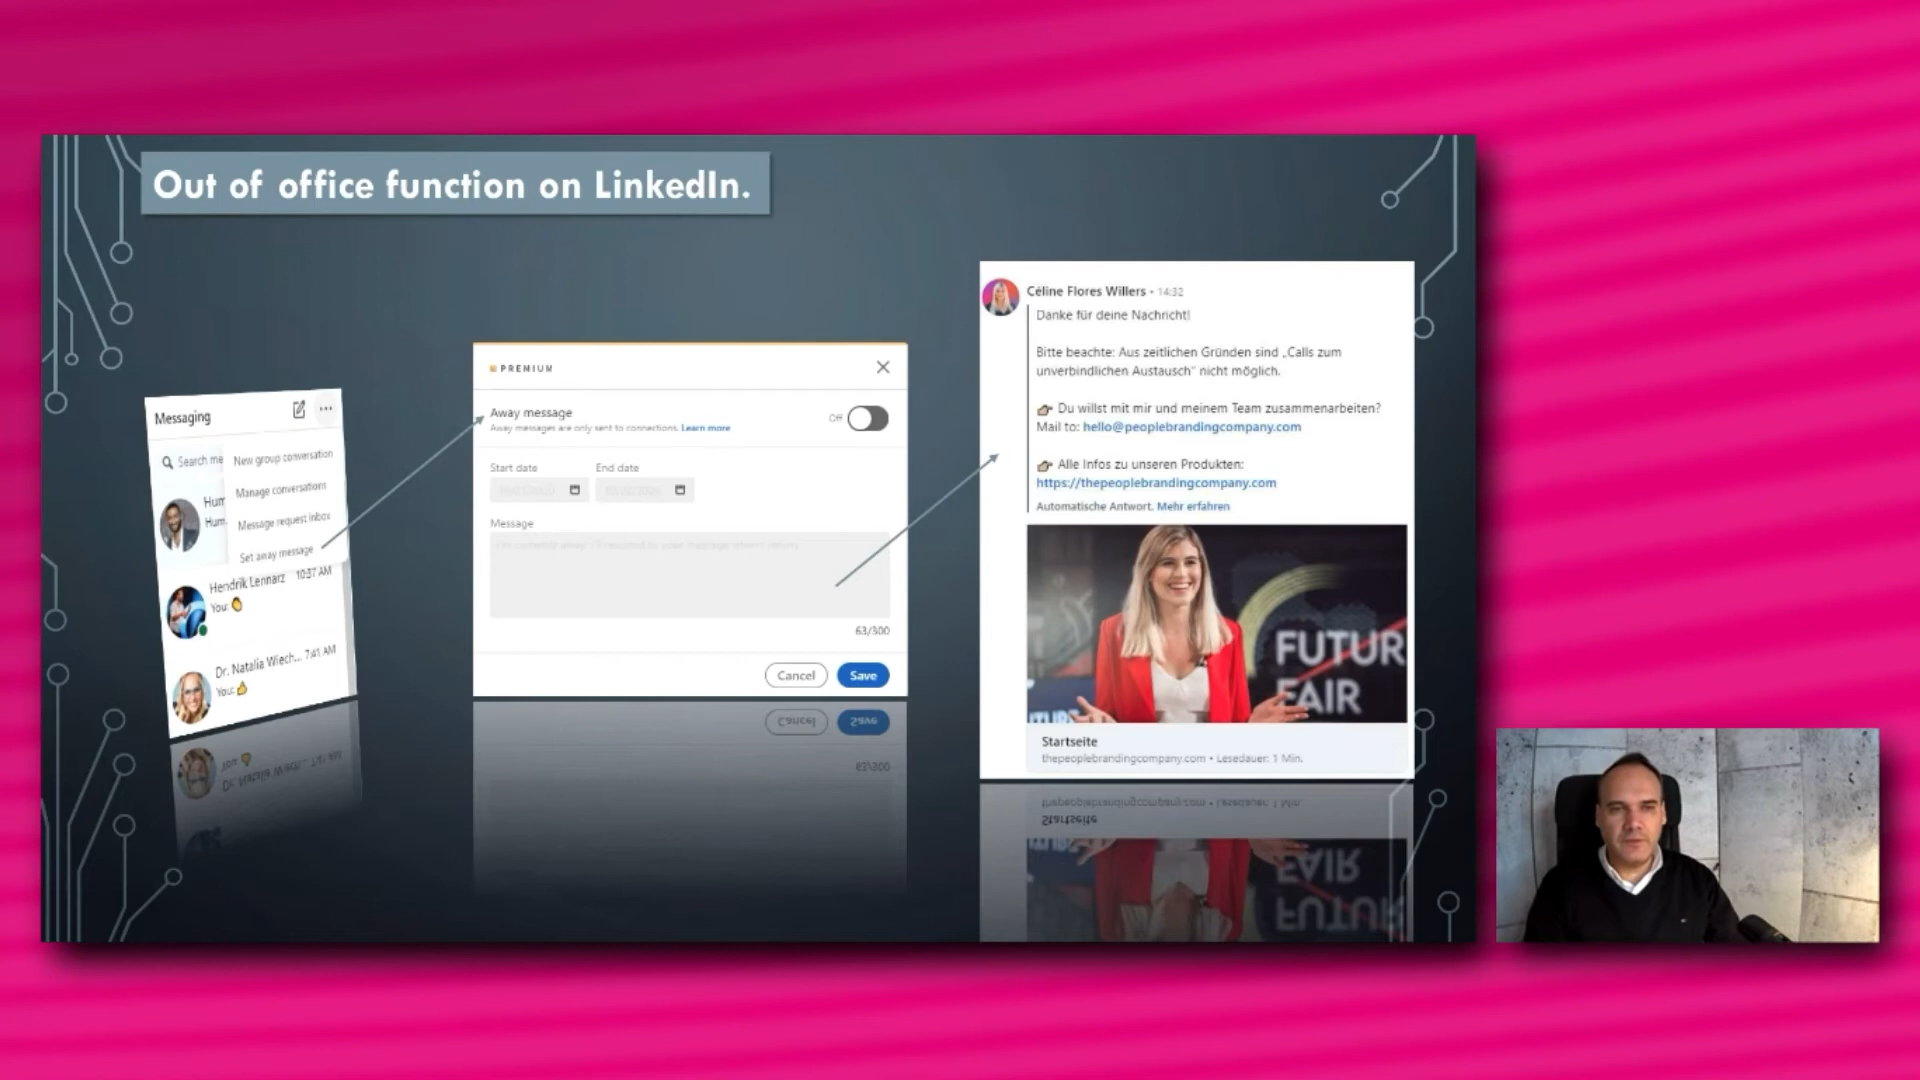 Out of office function on LinkedIn.
Messaging
Search me
New group conversation
Manage conversations
Hum
Hum
Message request inbox
Set away message
Hendrik Lennarz 10:37 AM
You: 👏
Dr. Natalia Wiech... 7:41 AM
You: 👍
PREMIUM
Away message
Off
Away messages are only sent to connections. Learn more
Start date
End date
Message
63/300
Cancel
Save
Céline Flores Willers • 14:32
Danke für deine Nachricht!
Bitte beachte: Aus zeitlichen Gründen sind „Calls zum
unverbindlichen Austausch" nicht möglich.
👉 Du willst mit mir und meinem Team zusammenarbeiten?
Mail to: hello@peoplebrandingcompany.com
👉 Alle Infos zu unseren Produkten:
https://thepeoplebrandingcompany.com
Automatische Antwort. Mehr erfahren
FUTUR
FAIR
Startseite
thepeoplebrandingcompany.com • Lesedauer: 1 Min.